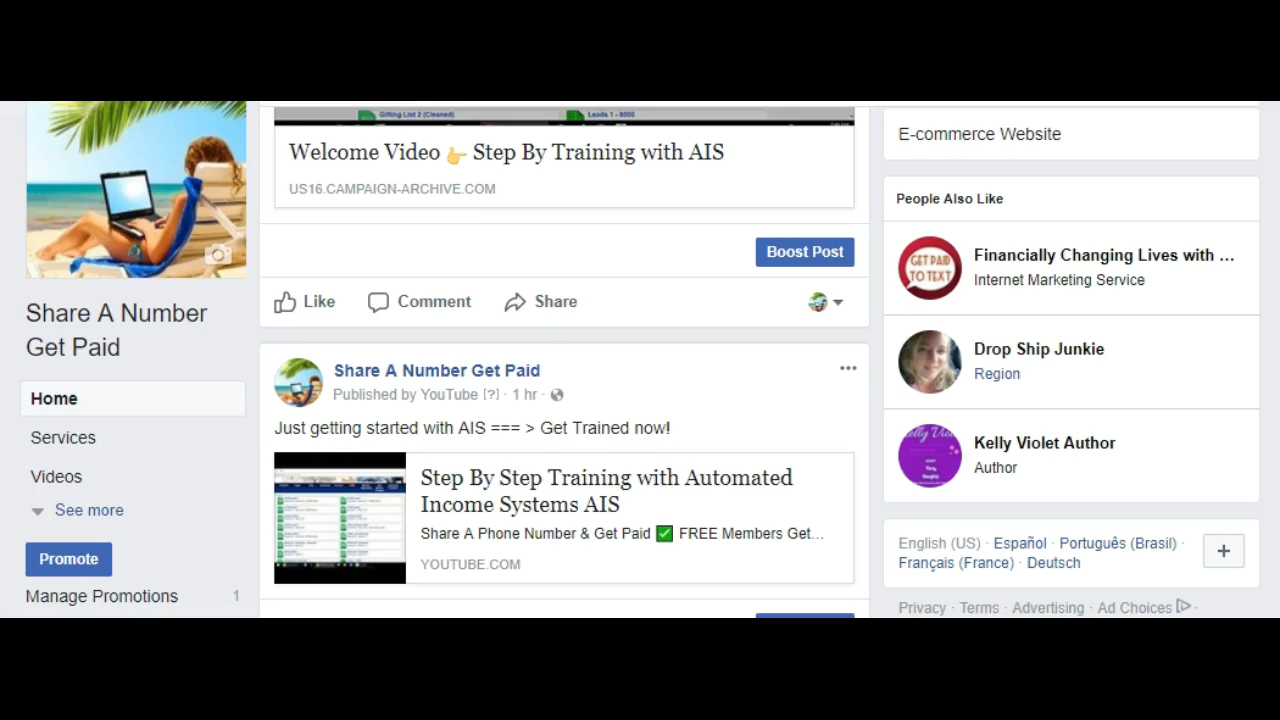 Gifting List 2 (Cleaned)
Leads 1 - 8000
Welcome Video 👉 Step By Training with AIS
US16.CAMPAIGN-ARCHIVE.COM
Boost Post
Like Comment Share
Share A Number
Get Paid
Home
Services
Videos
See more
Promote
Manage Promotions 1
Share A Number Get Paid
Published by YouTube [?] · 1 hr ·
Just getting started with AIS === > Get Trained now!
Step By Step Training with Automated
Income Systems AIS
Share A Phone Number & Get Paid ✅ FREE Members Get...
YOUTUBE.COM
E-commerce Website
People Also Like
GET PAID
TO TEXT
Financially Changing Lives with ...
Internet Marketing Service
Drop Ship Junkie
Region
Kelly Violet Author
Author
English (US) · Español · Português (Brasil) ·
Français (France) · Deutsch
Privacy · Terms · Advertising · Ad Choices ·